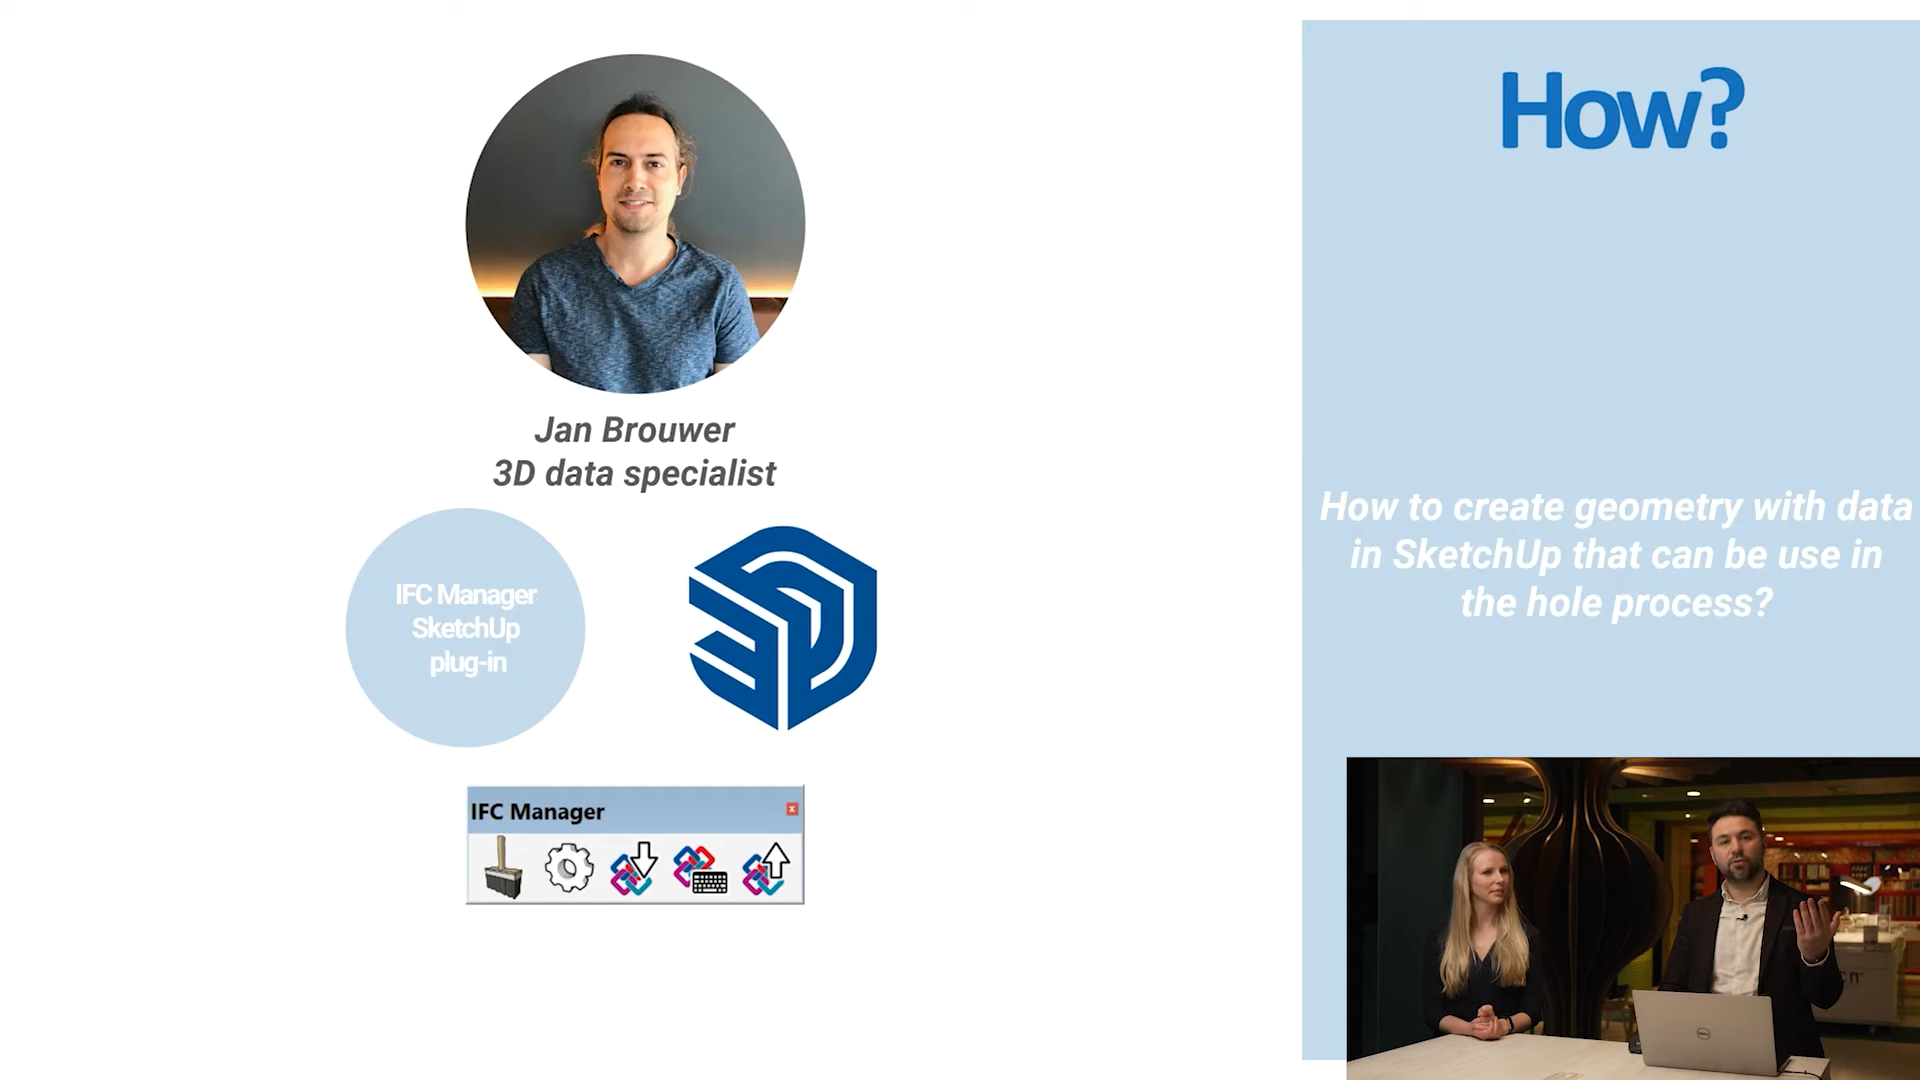 How?
Jan Brouwer
3D data specialist
IFC Manager
SketchUp
plug-in
How to create geometry with data
in SketchUp that can be use in
the hole process?
IFC Manager
DELL